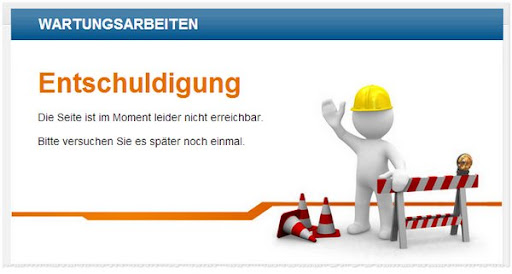 WARTUNGSARBEITEN
Entschuldigung
Die Seite ist im Moment leider nicht erreichbar.
Bitte versuchen Sie es später noch einmal.